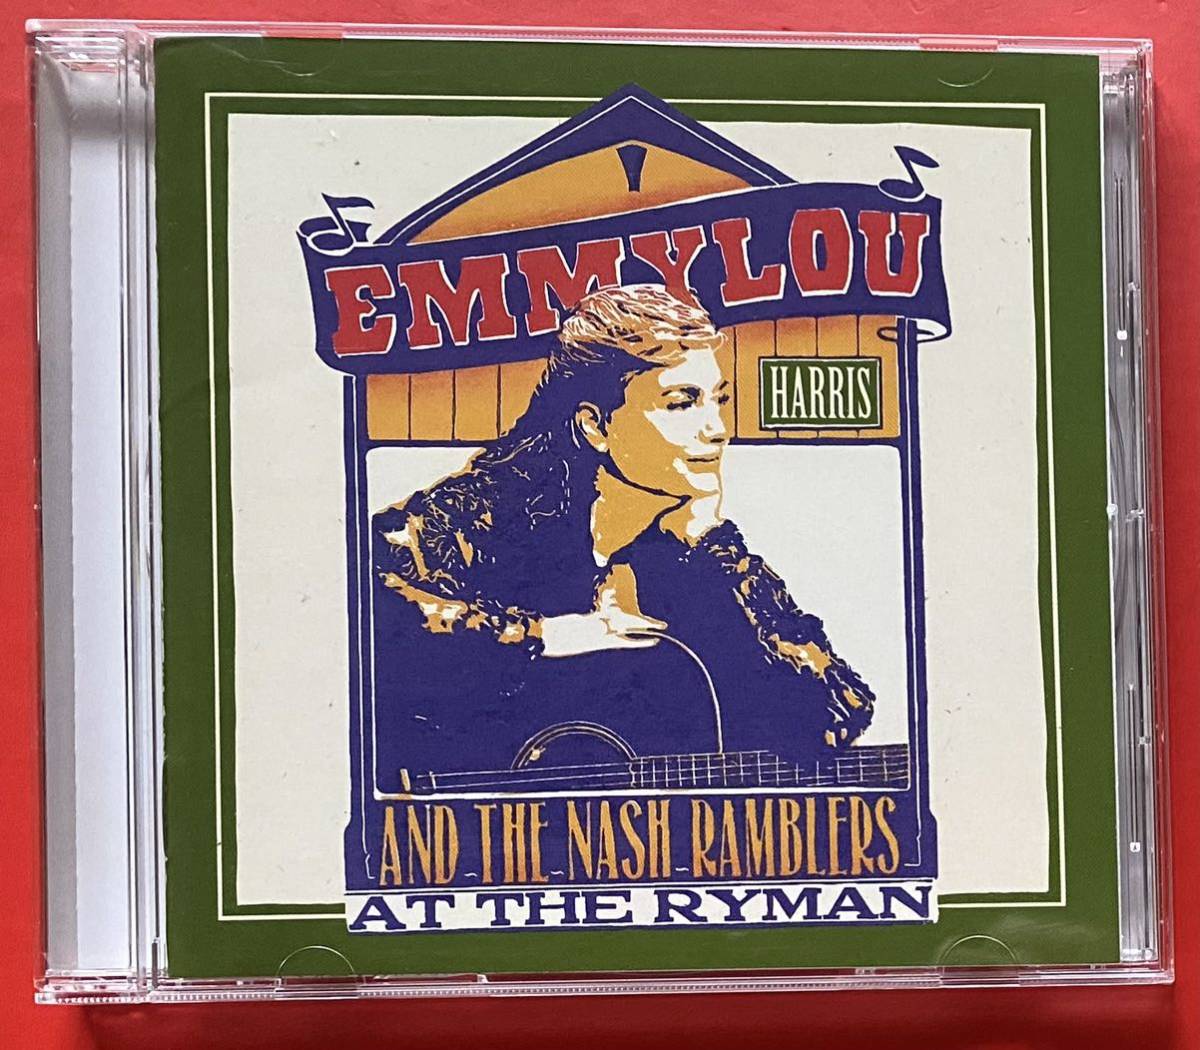 EMMYLOU
HARRIS
AND THE NASH RAMBLERS
AT THE RYMAN